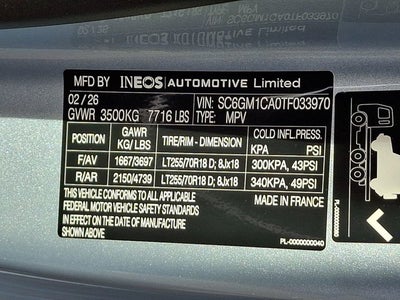 MFD BY INEOS AUTOMOTIVE Limited
02 / 26 VIN: SC6GM1CA0TF033970
GVWR 3500KG 7716 LBS TYPE: MPV
POSITION GAWR KG/ LBS TIRE/RIM - DIMENSION COLD INFL.PRESSURE KPA PSI
F/AV 1667/3697 LT255/70R18 D; 8Jx18 300KPA, 43PSI
R/AR 2150/4739 LT255/70R18 D; 8Jx18 340KPA, 49PSI
THIS VEHICLE CONFORMS TO ALL APPLICABLE MADE IN FRANCE
FEDERAL MOTOR VEHICLE SAFETY STANDARDS
IN EFFECT ON THE DATE OF MANUFACTURE
SHOWN ABOVE
PL-0000000040